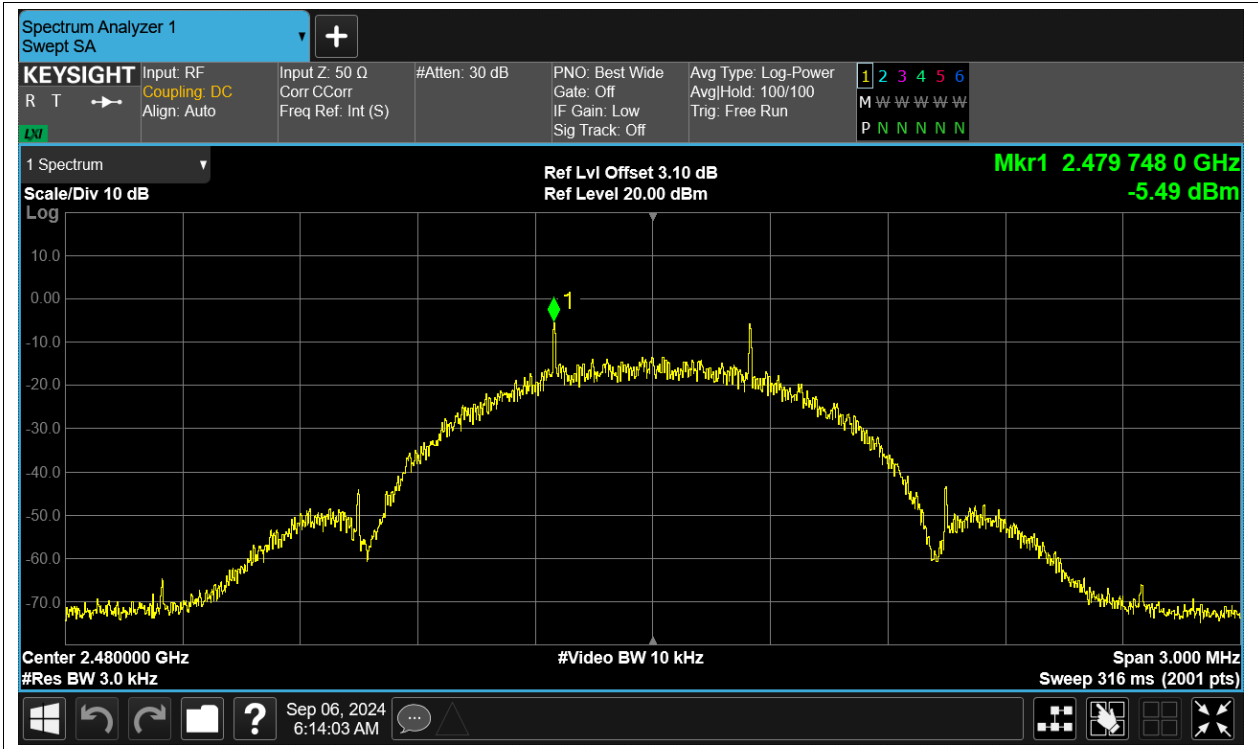 Spectrum Analyzer 1
Swept SA
+
KEYSIGHT
R T
LXI
Input: RF
Coupling: DC
Align: Auto
Input Z: 50 Ω
Corr CCorr
Freq Ref: Int (S)
#Atten: 30 dB
PNO: Best Wide
Gate: Off
IF Gain: Low
Sig Track: Off
Avg Type: Log-Power
Avg|Hold: 100/100
Trig: Free Run
1 2 3 4 5 6
M W W W W W
P N N N N N
1 Spectrum
Scale/Div 10 dB
Log
Ref Lvl Offset 3.10 dB
Ref Level 20.00 dBm
Mkr1 2.479 748 0 GHz
-5.49 dBm
10.0
0.00
1
-10.0
-20.0
-30.0
-40.0
-50.0
-60.0
-70.0
Center 2.480000 GHz
#Res BW 3.0 kHz
#Video BW 10 kHz
Span 3.000 MHz
Sweep 316 ms (2001 pts)
?
Sep 06, 2024
6:14:03 AM